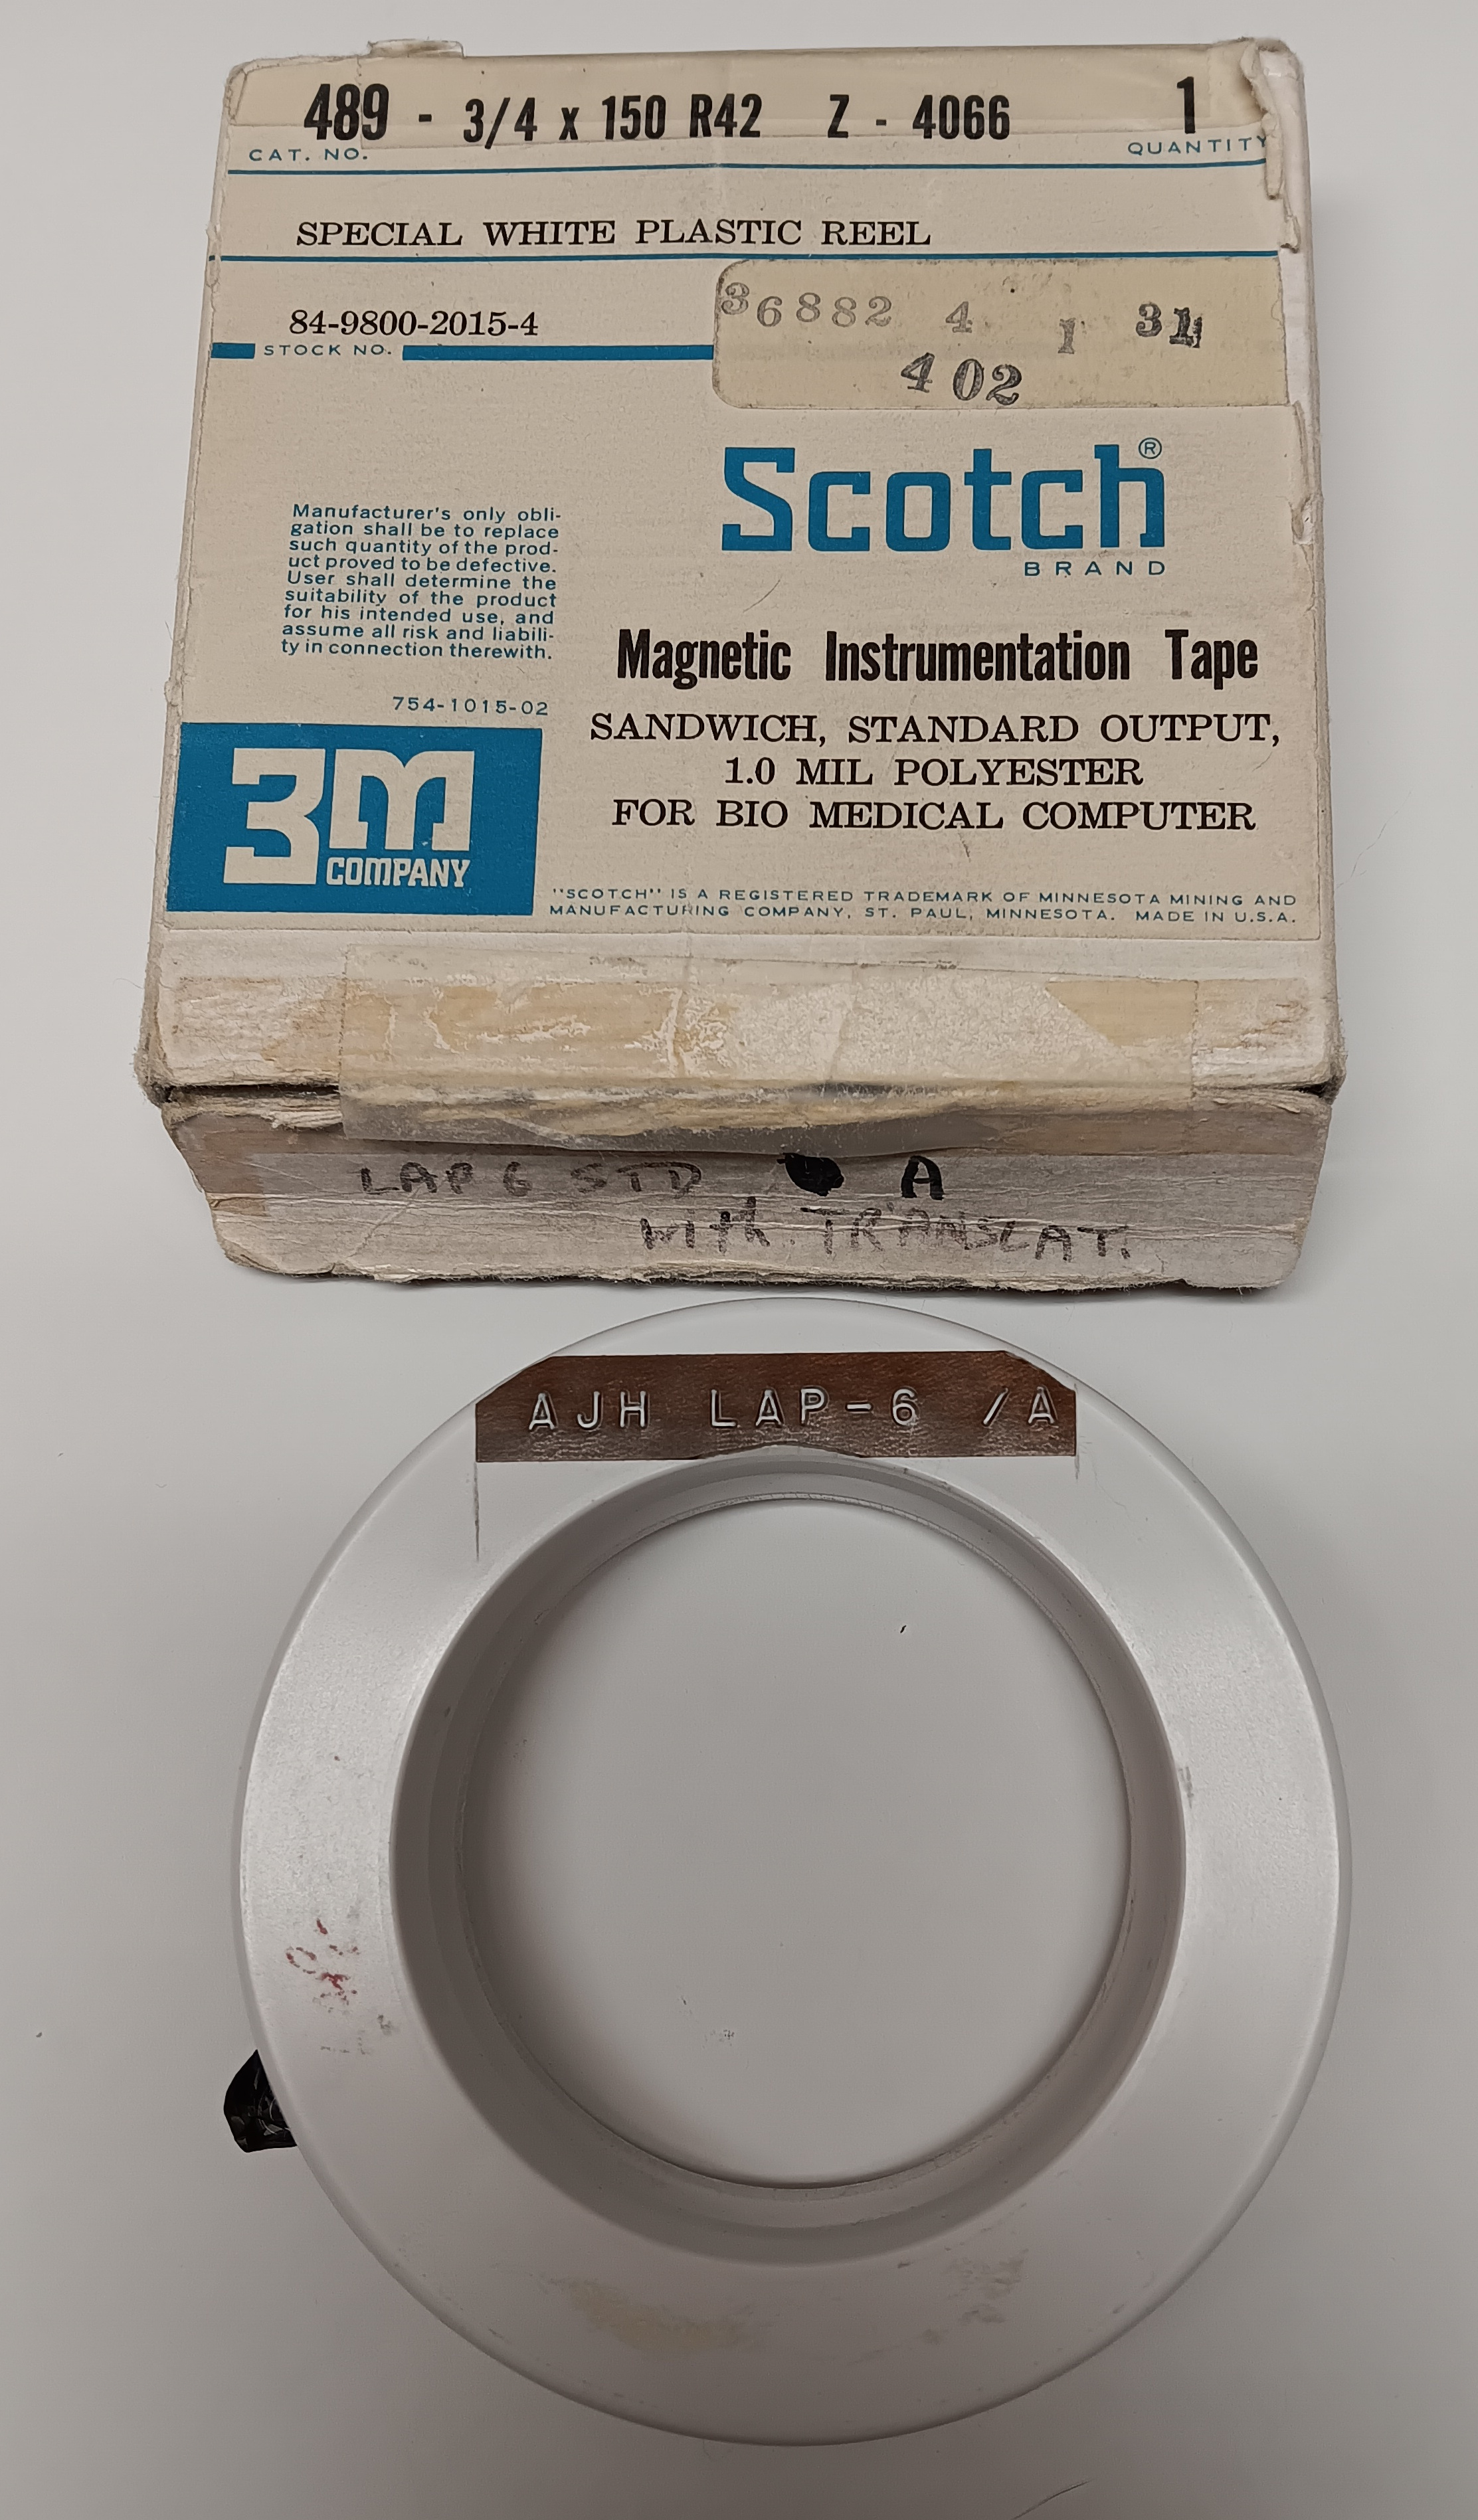 489 - 3/4 x 150 R42 Z - 4066 1
CAT. NO. QUANTITY
SPECIAL WHITE PLASTIC REEL
36882 4 1 31
84-9800-2015-4
STOCK NO.
402
Scotch®
BRAND
Manufacturer's only obli-
gation shall be to replace
such quantity of the prod-
uct proved to be defective.
User shall determine the
suitability of the product
for his intended use, and
assume all risk and liabili-
ty in connection therewith.
754-1015-02
Magnetic Instrumentation Tape
SANDWICH, STANDARD OUTPUT,
1.0 MIL POLYESTER
FOR BIO MEDICAL COMPUTER
3M
COMPANY
"SCOTCH" IS A REGISTERED TRADEMARK OF MINNESOTA MINING AND
MANUFACTURING COMPANY, ST. PAUL, MINNESOTA. MADE IN U.S.A.
LAP 6 STD A
with TRANSLAT.
AJH LAP-6 /A